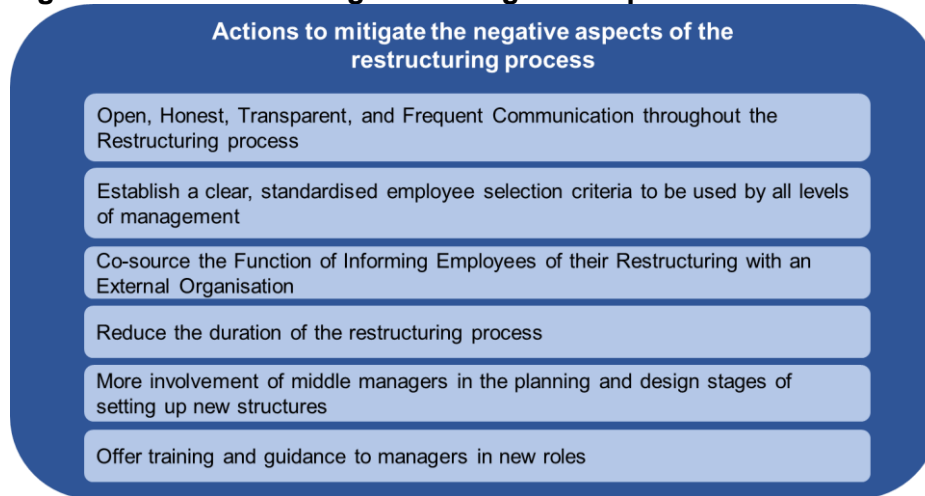 Actions to mitigate the negative aspects of the
restructuring process
Open, Honest, Transparent, and Frequent Communication throughout the
Restructuring process
Establish a clear, standardised employee selection criteria to be used by all levels
of management
Co-source the Function of Informing Employees of their Restructuring with an
External Organisation
Reduce the duration of the restructuring process
More involvement of middle managers in the planning and design stages of
setting up new structures
Offer training and guidance to managers in new roles